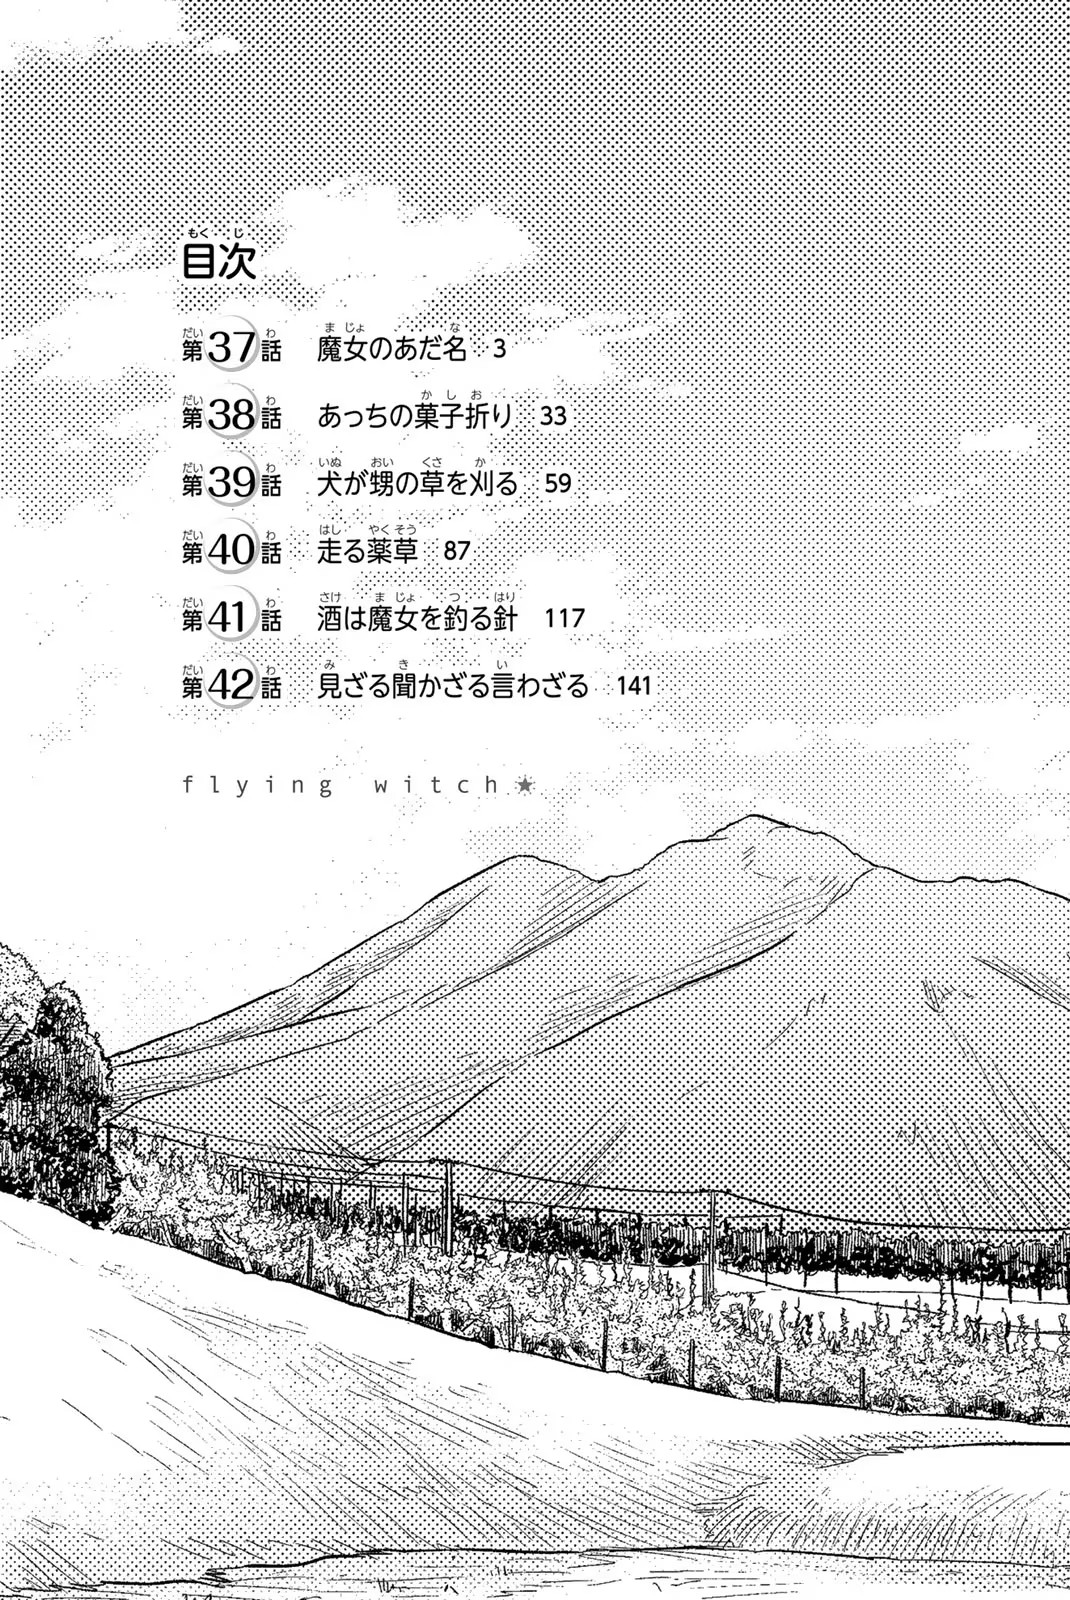 目次
第37話 魔女のあだ名 3
第38話 あっちの菓子折り 33
第39話 犬が甥の草を刈る 59
第40話 走る薬草 87
第41話 酒は魔女を釣る針 117
第42話 見ざる聞かざる言わざる 141
flying witch★